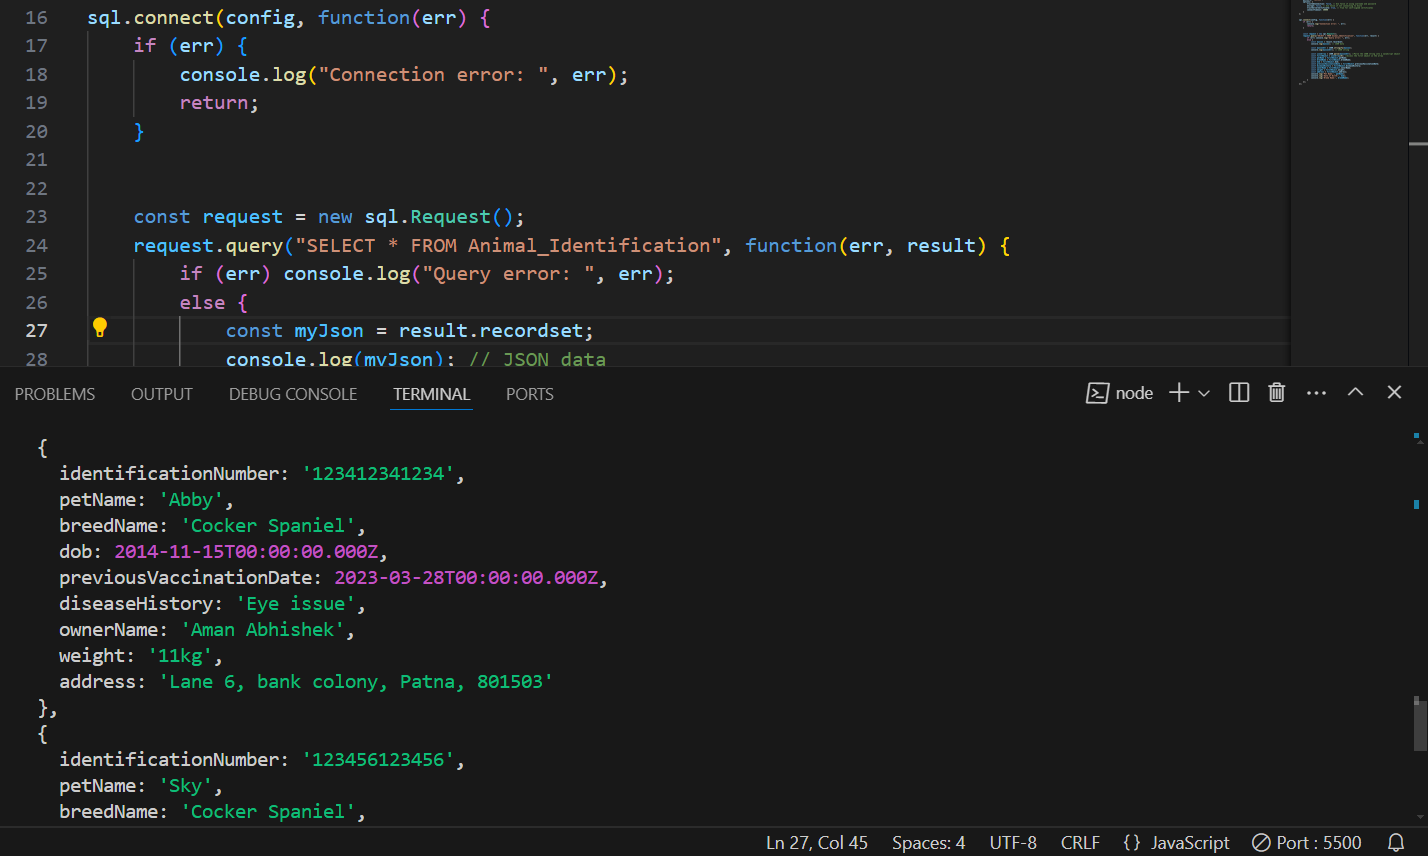 16 sql.connect(config, function(err) {
17 if (err) {
18 console.log("Connection error: ", err);
19 return;
20 }
21
22
23 const request = new sql.Request();
24 request.query("SELECT * FROM Animal_Identification", function(err, result) {
25 if (err) console.log("Query error: ", err);
26 else {
27 const myJson = result.recordset;
28 console.log(myJson); // JSON data
PROBLEMS OUTPUT DEBUG CONSOLE TERMINAL PORTS node
{
identificationNumber: '123412341234',
petName: 'Abby',
breedName: 'Cocker Spaniel',
dob: 2014-11-15T00:00:00.000Z,
previousVaccinationDate: 2023-03-28T00:00:00.000Z,
diseaseHistory: 'Eye issue',
ownerName: 'Aman Abhishek',
weight: '11kg',
address: 'Lane 6, bank colony, Patna, 801503'
},
{
identificationNumber: '123456123456',
petName: 'Sky',
breedName: 'Cocker Spaniel',
Ln 27, Col 45 Spaces: 4 UTF-8 CRLF {} JavaScript Port : 5500